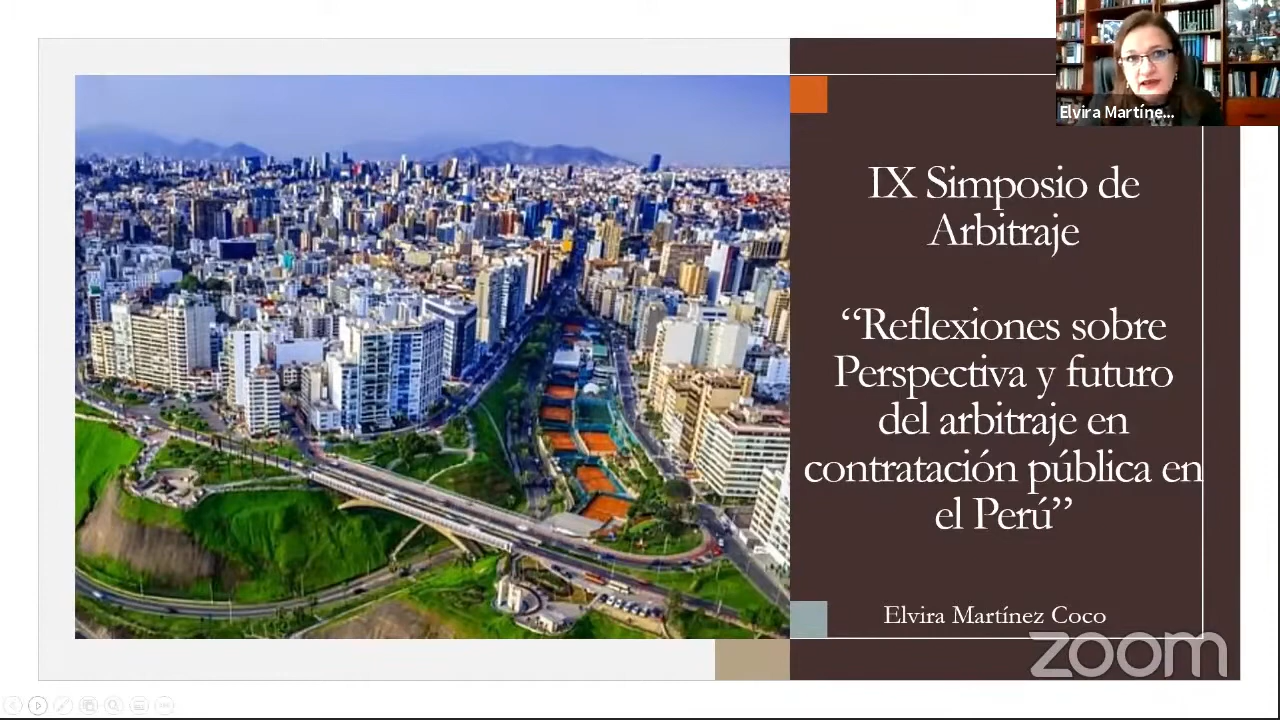 Elvira Martíne...
IX Simposio de
Arbitraje
“Reflexiones sobre
Perspectiva y futuro
del arbitraje en
contratación pública en
el Perú”
Elvira Martínez Coco
zoom